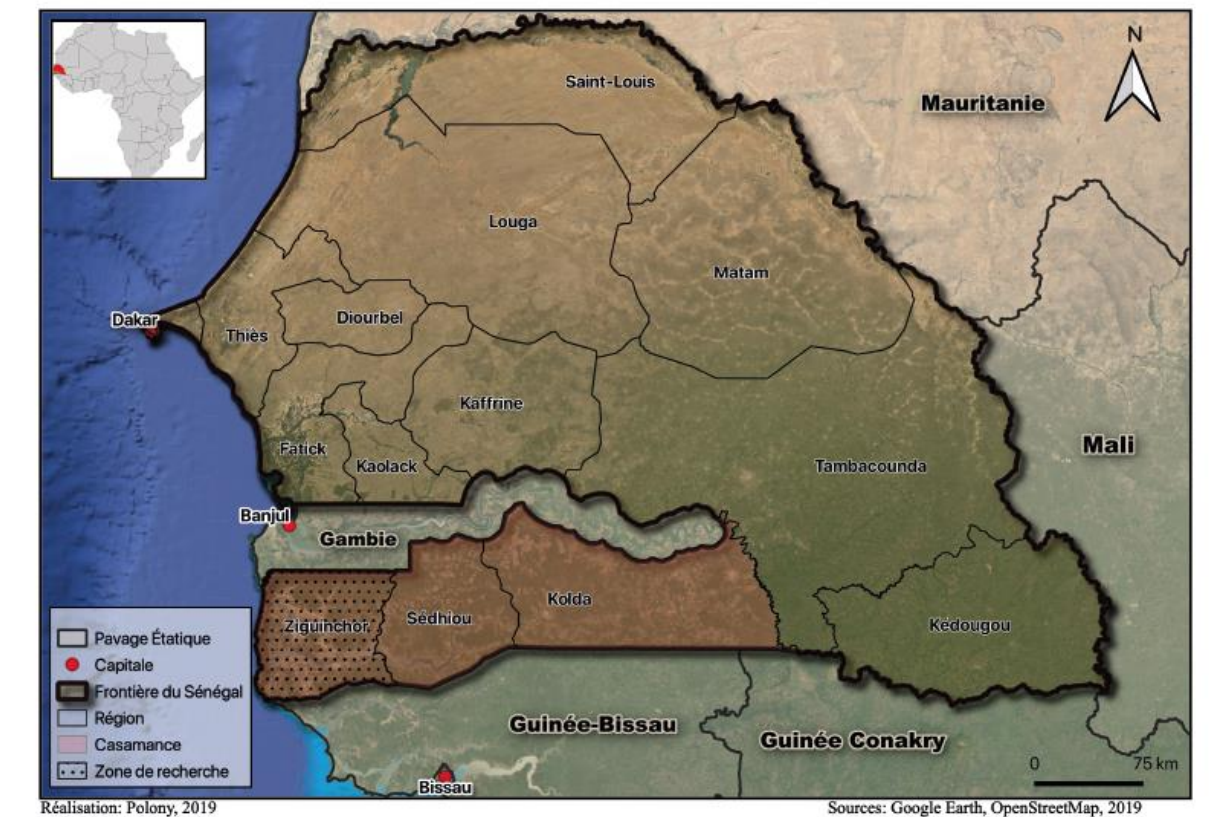 N
Saint-Louis
Mauritanie
Louga
Matam
Dakar
Thiès
Diourbel
Kaffrine
Mali
Fatick
Kaolack
Tambacounda
Banjul
Gambie
Kolda
Sédhiou
Ziguinchor
Kédougou
Pavage Étatique
Capitale
Frontière du Sénégal
Région
Casamance
Zone de recherche
Guinée-Bissau
Guinée Conakry
0 75 km
Bissau
Réalisation: Polony, 2019
Sources: Google Earth, OpenStreetMap, 2019